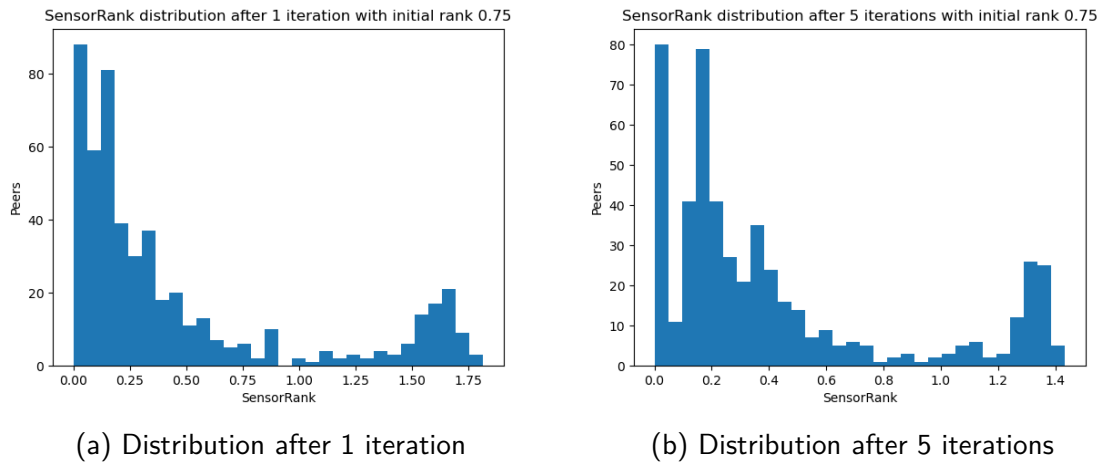 SensorRank distribution after 1 iteration with initial rank 0.75
80
60
40
20
0
Peers
0.00 0.25 0.50 0.75 1.00 1.25 1.50 1.75
SensorRank
(a) Distribution after 1 iteration
SensorRank distribution after 5 iterations with initial rank 0.75
80
70
60
50
40
30
20
10
0
Peers
0.0 0.2 0.4 0.6 0.8 1.0 1.2 1.4
SensorRank
(b) Distribution after 5 iterations